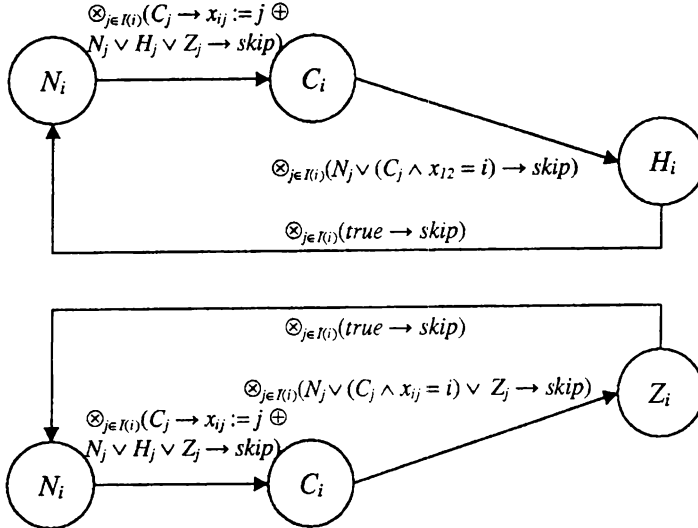 ⊗j∈I(i)(Cj → xij := j ⊕
Nj ∨ Hj ∨ Zj → skip)
Ni
Ci
Hi
⊗j∈I(i)(Nj ∨ (Cj ∧ x12 = i) → skip)
⊗j∈I(i)(true → skip)
⊗j∈I(i)(true → skip)
⊗j∈I(i)(Nj ∨ (Cj ∧ xij = i) ∨ Zj → skip)
Zi
⊗j∈I(i)(Cj → xij := j ⊕
Nj ∨ Hj ∨ Zj → skip)
Ni
Ci